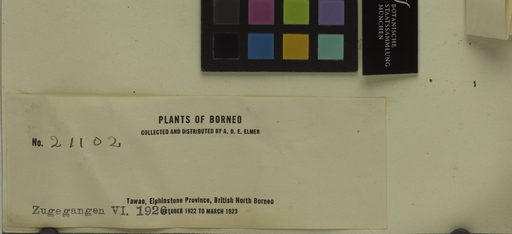 BOTANISCHE
STAATSSAMMLUNG
MÜNCHEN
PLANTS OF BORNEO
COLLECTED AND DISTRIBUTED BY A. D. E. ELMER
No. 21102
Tawao, Elphinstone Province, British North Borneo
OCTOBER 1922 TO MARCH 1923
Zugegangen VI. 1926